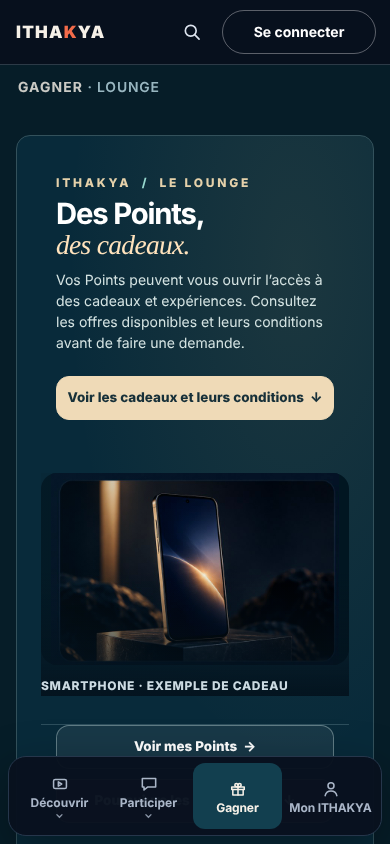 ITHAKYA
Se connecter
GAGNER · LOUNGE
ITHAKYA / LE LOUNGE
Des Points,
des cadeaux.
Vos Points peuvent vous ouvrir l’accès à
des cadeaux et expériences. Consultez
les offres disponibles et leurs conditions
avant de faire une demande.
Voir les cadeaux et leurs conditions ↓
SMARTPHONE · EXEMPLE DE CADEAU
Voir mes Points →
Découvrir
Participer
Gagner
Mon ITHAKYA